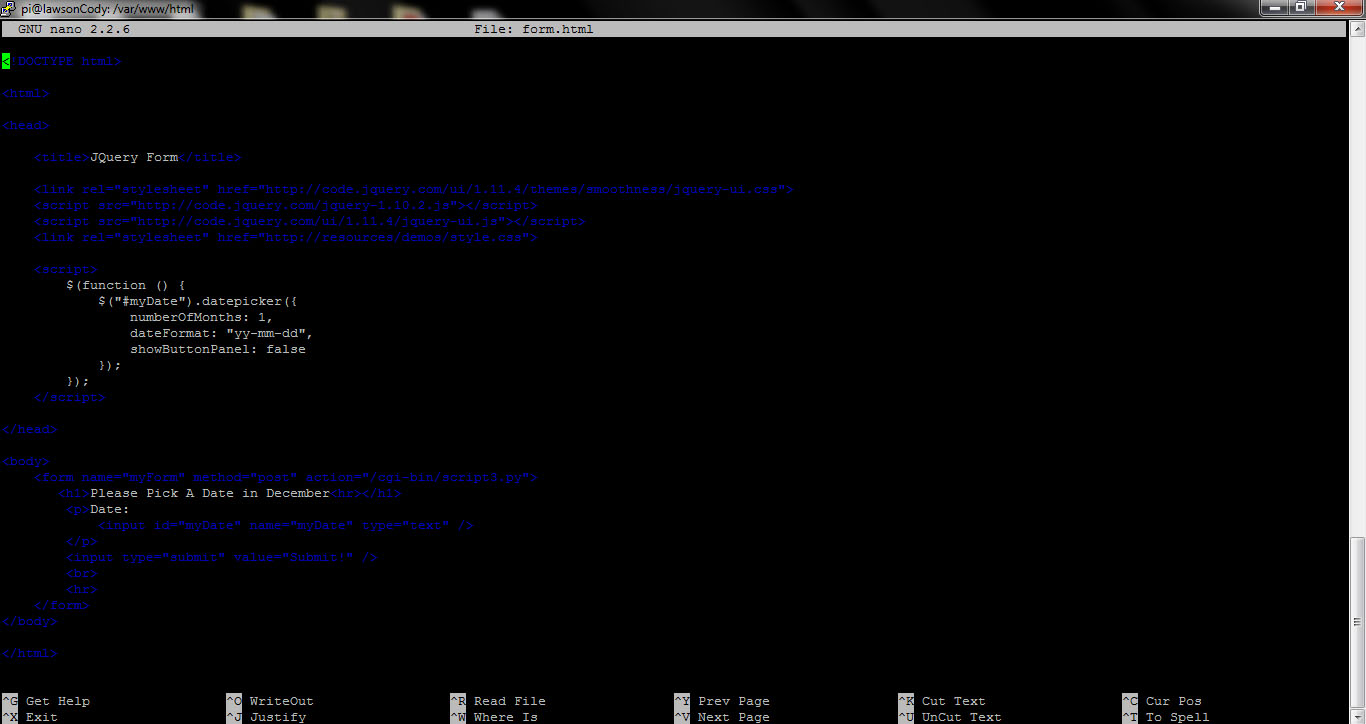 pi@lawsonCody: /var/www/html
GNU nano 2.2.6 File: form.html
<!DOCTYPE html>
<html>
<head>
<title>JQuery Form</title>
<link rel="stylesheet" href="http://code.jquery.com/ui/1.11.4/themes/smoothness/jquery-ui.css">
<script src="http://code.jquery.com/jquery-1.10.2.js"></script>
<script src="http://code.jquery.com/ui/1.11.4/jquery-ui.js"></script>
<link rel="stylesheet" href="http://resources/demos/style.css">
<script>
$(function () {
$("#myDate").datepicker({
numberOfMonths: 1,
dateFormat: "yy-mm-dd",
showButtonPanel: false
});
});
</script>
</head>
<body>
<form name="myForm" method="post" action="/cgi-bin/script3.py">
<h1>Please Pick A Date in December<hr></h1>
<p>Date:
<input id="myDate" name="myDate" type="text" />
</p>
<input type="submit" value="Submit!" />
<br>
<hr>
</form>
</body>
</html>
^G Get Help ^O WriteOut ^R Read File ^Y Prev Page ^K Cut Text ^C Cur Pos
^X Exit ^J Justify ^W Where Is ^V Next Page ^U UnCut Text ^T To Spell